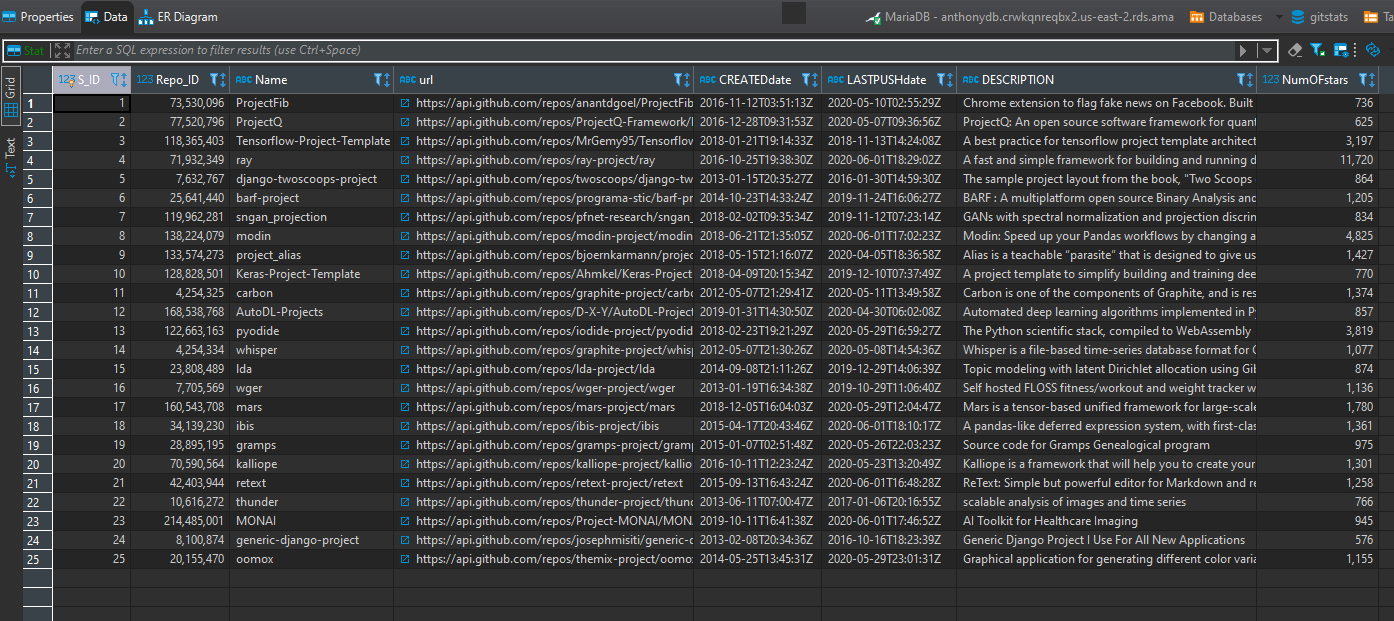 Properties Data ER Diagram MariaDB - anthonydb.crwkqnreqbx2.us-east-2.rds.ama Databases gitstats Ta
Stat Enter a SQL expression to filter results (use Ctrl+Space)
Grid
Text
123 S_ID 123 Repo_ID ABC Name ABC url ABC CREATEDdate ABC LASTPUSHdate ABC DESCRIPTION 123 NumOFstars
1 1 73,530,096 ProjectFib https://api.github.com/repos/anantdgoel/ProjectFib 2016-11-12T03:51:13Z 2020-05-10T02:55:29Z Chrome extension to flag fake news on Facebook. Built 736
2 2 77,520,796 ProjectQ https://api.github.com/repos/ProjectQ-Framework/ 2016-12-28T09:31:53Z 2020-05-07T09:36:56Z ProjectQ: An open source software framework for quant 625
3 3 118,365,403 Tensorflow-Project-Template https://api.github.com/repos/MrGemy95/Tensorflow 2018-01-21T19:14:33Z 2018-11-13T14:24:08Z A best practice for tensorflow project template architect 3,197
4 4 71,932,349 ray https://api.github.com/repos/ray-project/ray 2016-10-25T19:38:30Z 2020-06-01T18:29:02Z A fast and simple framework for building and running d 11,720
5 5 7,632,767 django-twoscoops-project https://api.github.com/repos/twoscoops/django-tw 2013-01-15T20:35:27Z 2016-01-30T14:59:30Z The sample project layout from the book, "Two Scoops 864
6 6 25,641,440 barf-project https://api.github.com/repos/programa-stic/barf-pr 2014-10-23T14:33:24Z 2019-11-24T16:06:27Z BARF : A multiplatform open source Binary Analysis and 1,205
7 7 119,962,281 sngan_projection https://api.github.com/repos/pfnet-research/sngan_ 2018-02-02T09:35:34Z 2019-11-12T07:23:14Z GANs with spectral normalization and projection discrin 834
8 8 138,224,079 modin https://api.github.com/repos/modin-project/modin 2018-06-21T21:35:05Z 2020-06-01T17:02:23Z Modin: Speed up your Pandas workflows by changing a 4,825
9 9 133,574,273 project_alias https://api.github.com/repos/bjoernkarmann/projec 2018-05-15T21:16:07Z 2020-04-05T18:36:58Z Alias is a teachable “parasite” that is designed to give us 1,427
10 10 128,828,501 Keras-Project-Template https://api.github.com/repos/Ahmkel/Keras-Project 2018-04-09T20:15:34Z 2019-12-10T07:37:49Z A project template to simplify building and training dee 770
11 11 4,254,325 carbon https://api.github.com/repos/graphite-project/carbo 2012-05-07T21:29:41Z 2020-05-11T13:49:58Z Carbon is one of the components of Graphite, and is res 1,374
12 12 168,538,768 AutoDL-Projects https://api.github.com/repos/D-X-Y/AutoDL-Project 2019-01-31T14:30:50Z 2020-04-30T06:02:08Z Automated deep learning algorithms implemented in Py 857
13 13 122,663,163 pyodide https://api.github.com/repos/iodide-project/pyodid 2018-02-23T19:21:29Z 2020-05-29T16:59:27Z The Python scientific stack, compiled to WebAssembly 3,819
14 14 4,254,334 whisper https://api.github.com/repos/graphite-project/whisp 2012-05-07T21:30:26Z 2020-05-08T14:54:36Z Whisper is a file-based time-series database format for G 1,077
15 15 23,808,489 lda https://api.github.com/repos/lda-project/lda 2014-09-08T21:11:26Z 2019-12-29T14:06:39Z Topic modeling with latent Dirichlet allocation using Gib 874
16 16 7,705,569 wger https://api.github.com/repos/wger-project/wger 2013-01-19T16:34:38Z 2019-10-29T11:06:40Z Self hosted FLOSS fitness/workout and weight tracker w 1,136
17 17 160,543,708 mars https://api.github.com/repos/mars-project/mars 2018-12-05T16:04:03Z 2020-05-29T12:04:47Z Mars is a tensor-based unified framework for large-scale 1,780
18 18 34,139,230 ibis https://api.github.com/repos/ibis-project/ibis 2015-04-17T20:43:46Z 2020-06-01T18:10:17Z A pandas-like deferred expression system, with first-clas 1,361
19 19 28,895,195 gramps https://api.github.com/repos/gramps-project/gramp 2015-01-07T02:51:48Z 2020-05-26T22:03:23Z Source code for Gramps Genealogical program 975
20 20 70,590,564 kalliope https://api.github.com/repos/kalliope-project/kallio 2016-10-11T12:23:24Z 2020-05-23T13:20:49Z Kalliope is a framework that will help you to create your 1,301
21 21 42,403,944 retext https://api.github.com/repos/retext-project/retext 2015-09-13T16:43:24Z 2020-06-01T16:48:28Z ReText: Simple but powerful editor for Markdown and re 1,258
22 22 10,616,272 thunder https://api.github.com/repos/thunder-project/thunc 2013-06-11T07:00:47Z 2017-01-06T20:16:55Z scalable analysis of images and time series 766
23 23 214,485,001 MONAI https://api.github.com/repos/Project-MONAI/MON 2019-10-11T16:41:38Z 2020-06-01T17:46:52Z AI Toolkit for Healthcare Imaging 945
24 24 8,100,874 generic-django-project https://api.github.com/repos/josephmisiti/generic-c 2013-02-08T20:34:36Z 2016-10-16T18:23:39Z Generic Django Project | Use For All New Applications 576
25 25 20,155,470 oomox https://api.github.com/repos/themix-project/oomo 2014-05-25T13:45:31Z 2020-05-29T23:01:31Z Graphical application for generating different color varia 1,155